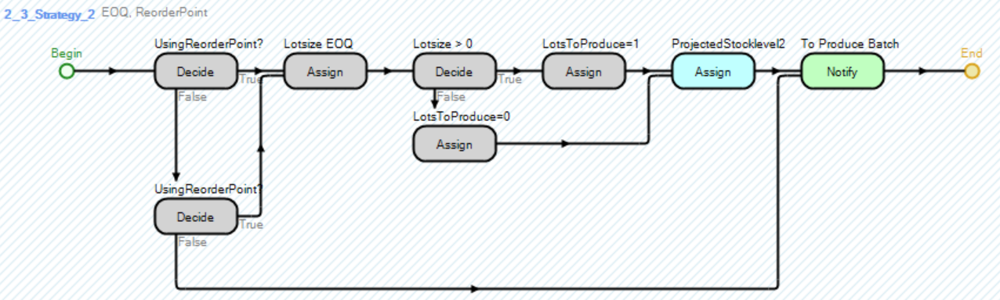 2_3_Strategy_2 EOQ, ReorderPoint
UsingReorderPoint?
Lotsize EOQ
Lotsize > 0
LotsToProduce=1
ProjectedStocklevel2
To Produce Batch
Begin
End
Decide
True
Assign
Decide
True
Assign
Assign
Notify
False
False
LotsToProduce=0
Assign
UsingReorderPoint?
Decide
True
False